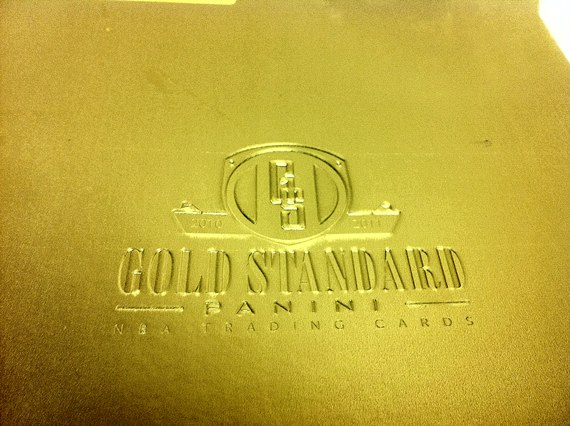 GS
2010 2011
GOLD STANDARD
PANINI
NBA TRADING CARDS